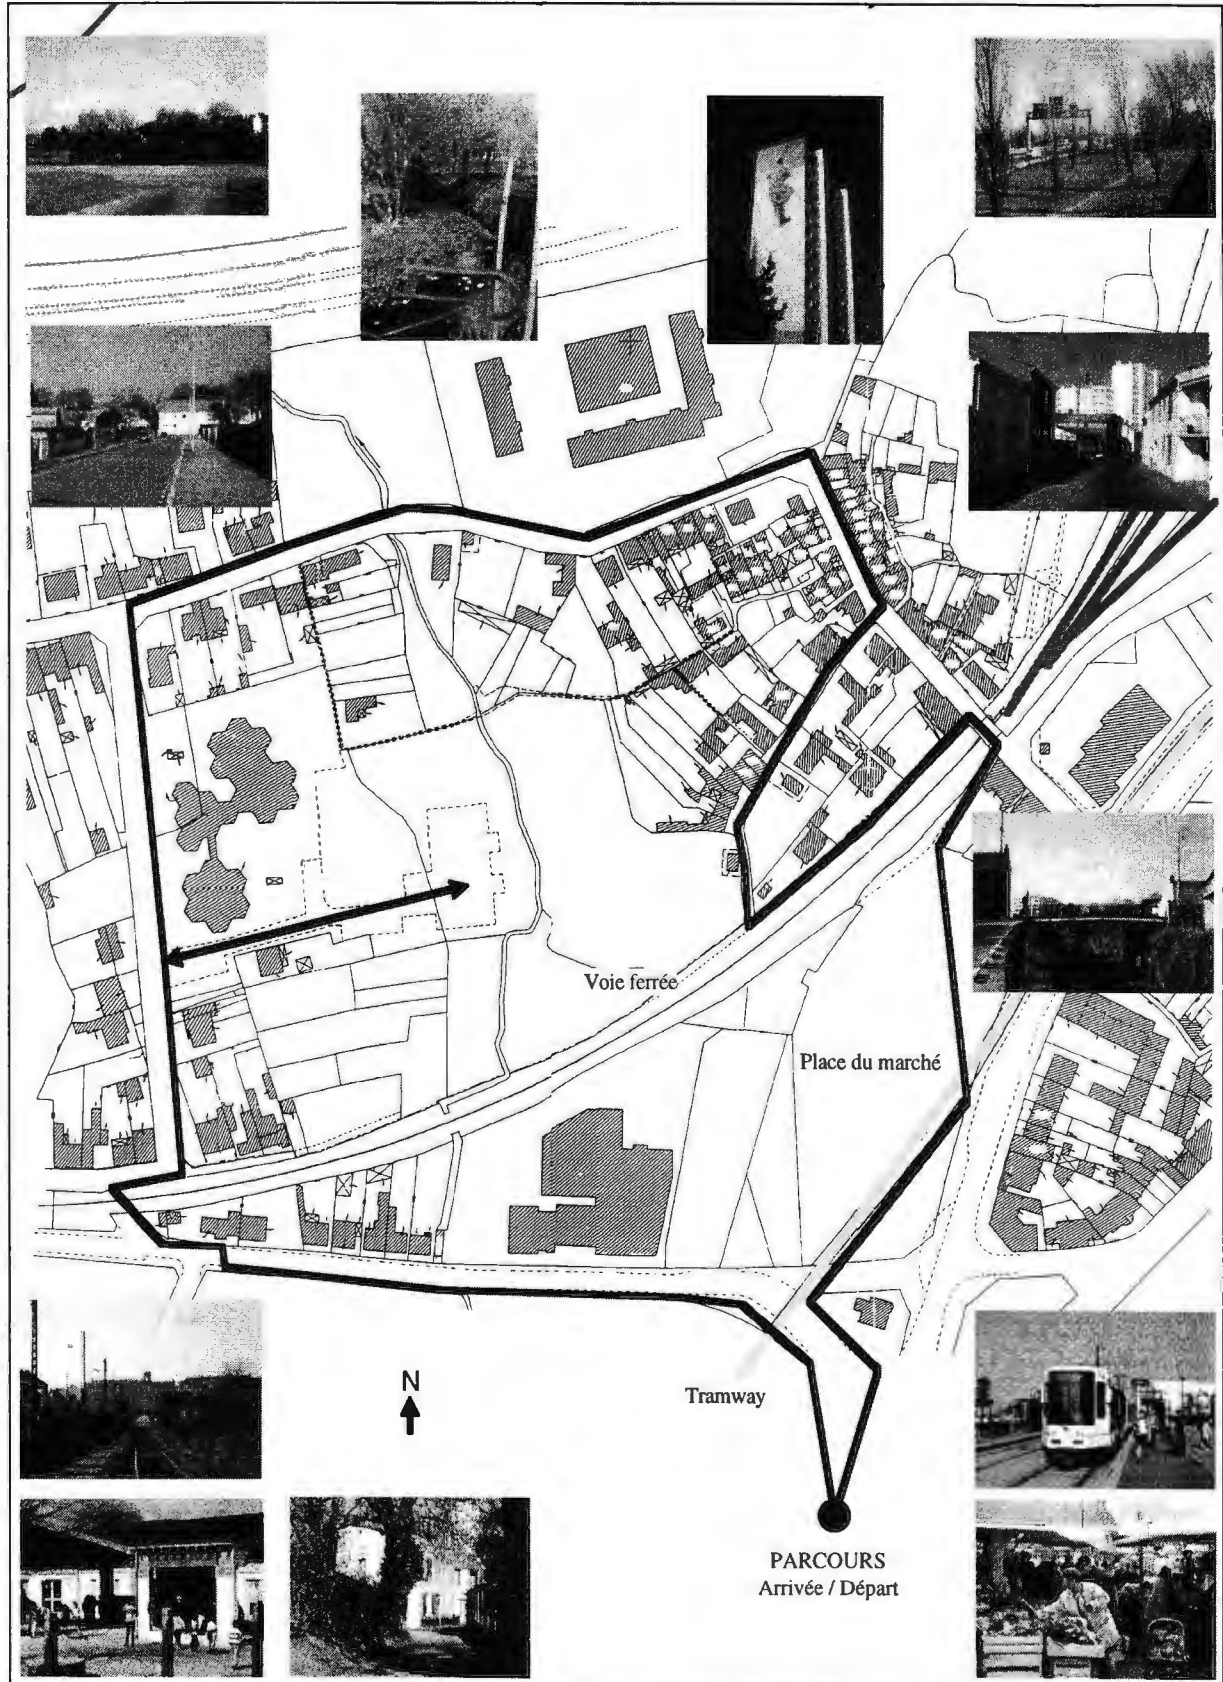 Voie ferrée
Place du marché
N
Tramway
PARCOURS
Arrivée / Départ